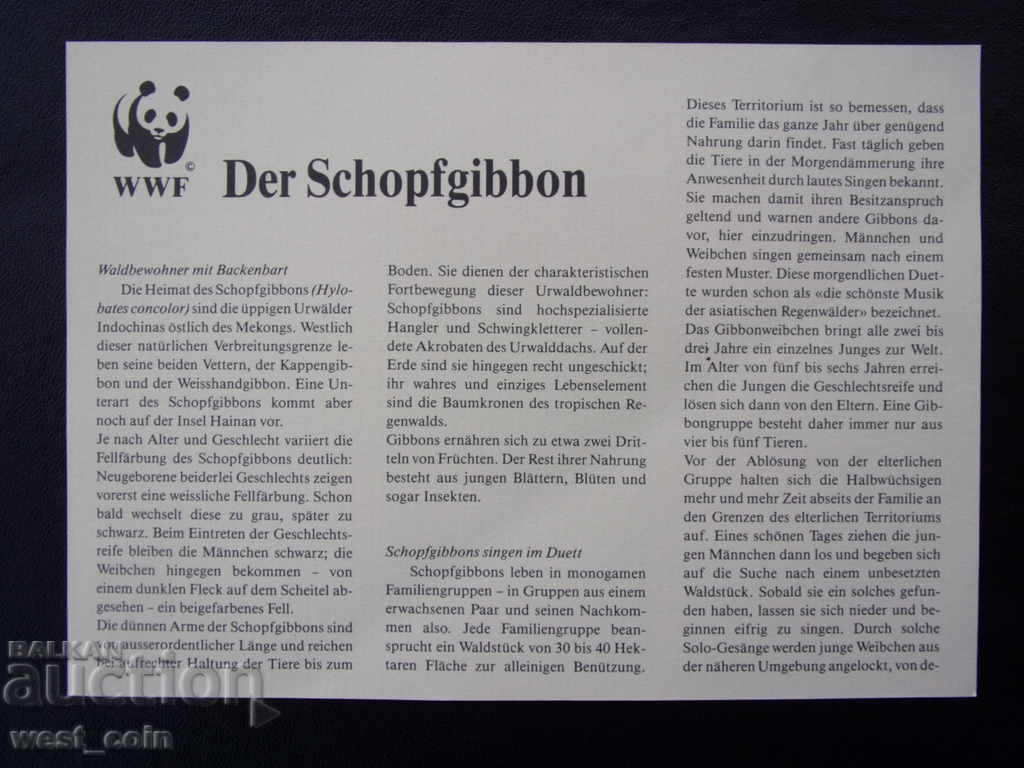 ©
WWF
Der Schopfgibbon
Waldbewohner mit Backenbart
Die Heimat des Schopfgibbons (Hylo-
bates concolor) sind die üppigen Urwälder
Indochinas östlich des Mekongs. Westlich
dieser natürlichen Verbreitungsgrenze le-
ben seine beiden Vettern, der Kappengib-
bon und der Weisshandgibbon. Eine Un-
terart des Schopfgibbons kommt aber
noch auf der Insel Hainan vor.
Je nach Alter und Geschlecht variiert die
Fellfärbung des Schopfgibbons deutlich:
Neugeborene beiderlei Geschlechts zeigen
vorerst eine weissliche Fellfärbung. Schon
bald wechselt diese zu grau, später zu
schwarz. Beim Eintreten der Geschlechts-
reife bleiben die Männchen schwarz; die
Weibchen hingegen bekommen – von
einem dunklen Fleck auf dem Scheitel ab-
gesehen – ein beigefarbenes Fell.
Die dünnen Arme der Schopfgibbons sind
von ausserordentlicher Länge und reichen
bei aufrechter Haltung der Tiere bis zum
Boden. Sie dienen der charakteristischen
Fortbewegung dieser Urwaldbewohner:
Schopfgibbons sind hochspezialisierte
Hangler und Schwingkletterer – vollen-
dete Akrobaten des Urwalddachs. Auf der
Erde sind sie hingegen recht ungeschickt;
ihr wahres und einziges Lebenselement
sind die Baumkronen des tropischen Re-
genwalds.
Gibbons ernähren sich zu etwa zwei Drit-
teln von Früchten. Der Rest ihrer Nahrung
besteht aus jungen Blättern, Blüten und
sogar Insekten.
Schopfgibbons singen im Duett
Schopfgibbons leben in monogamen
Familiengruppen – in Gruppen aus einem
erwachsenen Paar und seinen Nachkom-
men also. Jede Familiengruppe bean-
sprucht ein Waldstück von 30 bis 40 Hek-
taren Fläche zur alleinigen Benützung.
Dieses Territorium ist so bemessen, dass
die Familie das ganze Jahr über genügend
Nahrung darin findet. Fast täglich geben
die Tiere in der Morgendämmerung ihre
Anwesenheit durch lautes Singen bekannt.
Sie machen damit ihren Besitzanspruch
geltend und warnen andere Gibbons da-
vor, hier einzudringen. Männchen und
Weibchen singen gemeinsam nach einem
festen Muster. Diese morgendlichen Duet-
te wurden schon als «die schönste Musik
der asiatischen Regenwälder» bezeichnet.
Das Gibbonweibchen bringt alle zwei bis
drei Jahre ein einzelnes Junges zur Welt.
Im Alter von fünf bis sechs Jahren errei-
chen die Jungen die Geschlechtsreife und
lösen sich dann von den Eltern. Eine Gib-
bongruppe besteht daher immer nur aus
vier bis fünf Tieren.
Vor der Ablösung von der elterlichen
Gruppe halten sich die Halbwüchsigen
mehr und mehr Zeit abseits der Familie an
den Grenzen des elterlichen Territoriums
auf. Eines schönen Tages ziehen die jun-
gen Männchen dann los und begeben sich
auf die Suche nach einem unbesetzten
Waldstück. Sobald sie ein solches gefun-
den haben, lassen sie sich nieder und be-
ginnen eifrig zu singen. Durch solche
Solo-Gesänge werden junge Weibchen aus
der näheren Umgebung angelockt, von de-
BALKAN
auction
west_coin